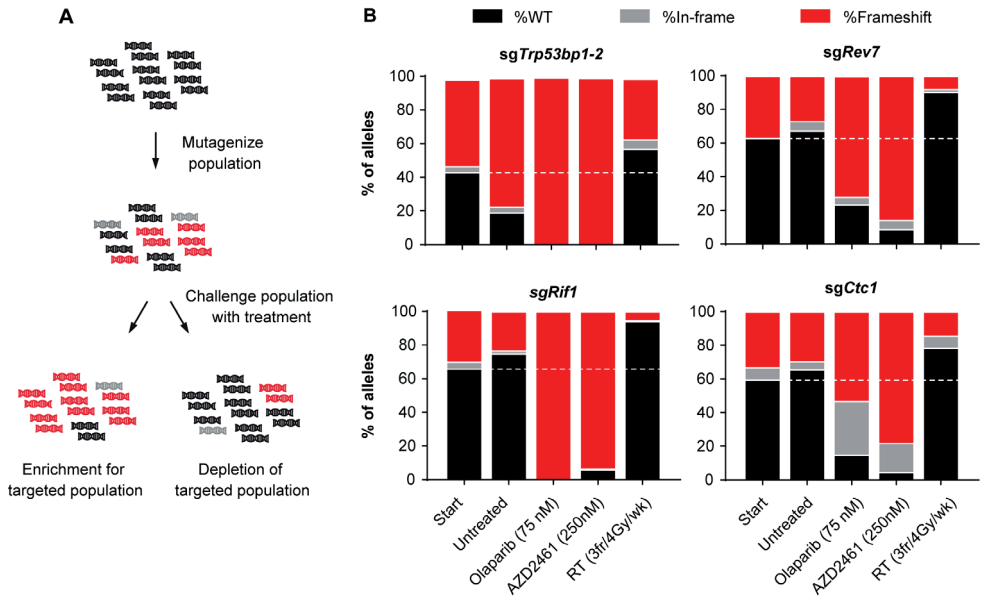 A
Mutagenize
population
Challenge population
with treatment
Enrichment for
targeted population
Depletion of
targeted population
B
%WT
%In-frame
%Frameshift
sgTrp53bp1-2
% of alleles
100
80
60
40
20
0
sgRev7
100
80
60
40
20
0
sgRif1
% of alleles
100
80
60
40
20
0
Start
Untreated
Olaparib (75 nM)
AZD2461 (250nM)
RT (3fr/4Gy/wk)
sgCtc1
100
80
60
40
20
0
Start
Untreated
Olaparib (75 nM)
AZD2461 (250nM)
RT (3fr/4Gy/wk)